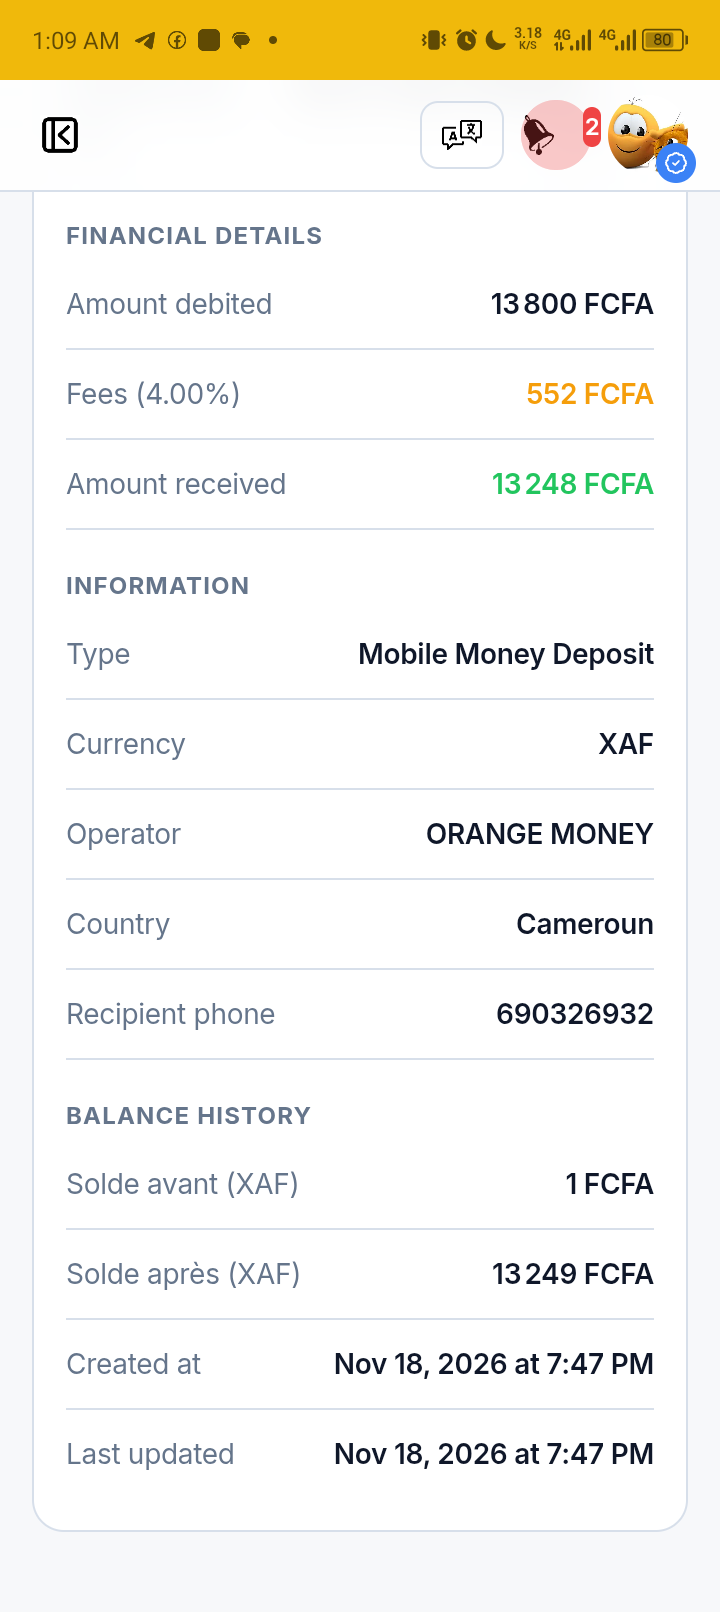 1:09 AM
3.18
K/S
4G
4G
80
A 文
2
FINANCIAL DETAILS
Amount debited 13 800 FCFA
Fees (4.00%) 552 FCFA
Amount received 13 248 FCFA
INFORMATION
Type Mobile Money Deposit
Currency XAF
Operator ORANGE MONEY
Country Cameroun
Recipient phone 690326932
BALANCE HISTORY
Solde avant (XAF) 1 FCFA
Solde après (XAF) 13 249 FCFA
Created at Nov 18, 2026 at 7:47 PM
Last updated Nov 18, 2026 at 7:47 PM